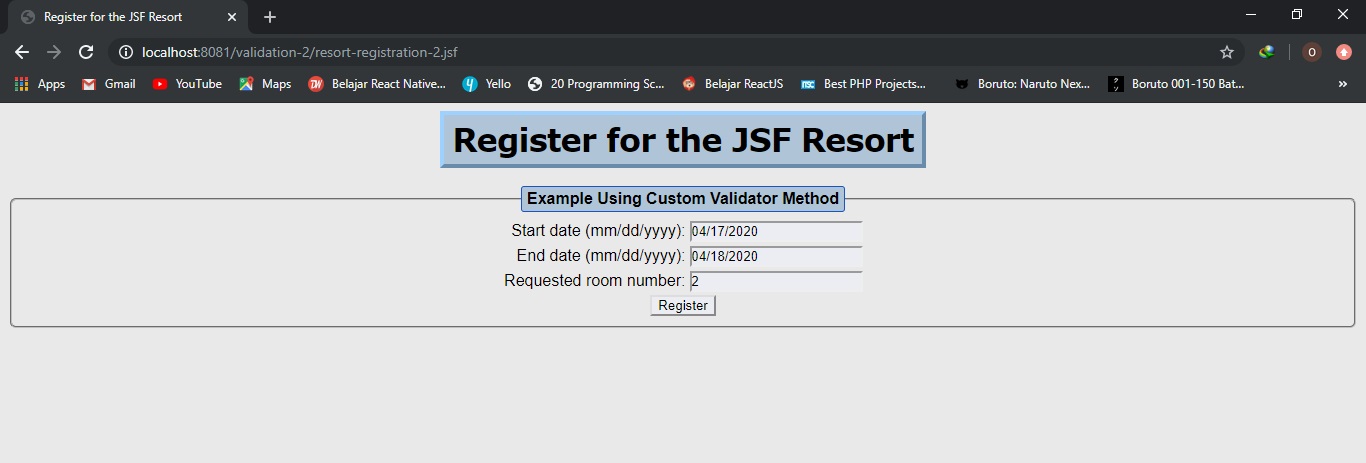 Register for the JSF Resort
localhost:8081/validation-2/resort-registration-2.jsf
O
Apps Gmail YouTube Maps Belajar React Native... Yello 20 Programming Sc... Belajar ReactJS Best PHP Projects... Boruto: Naruto Nex... Boruto 001-150 Bat... »
Register for the JSF Resort
Example Using Custom Validator Method
Start date (mm/dd/yyyy): 04/17/2020
End date (mm/dd/yyyy): 04/18/2020
Requested room number: 2
Register